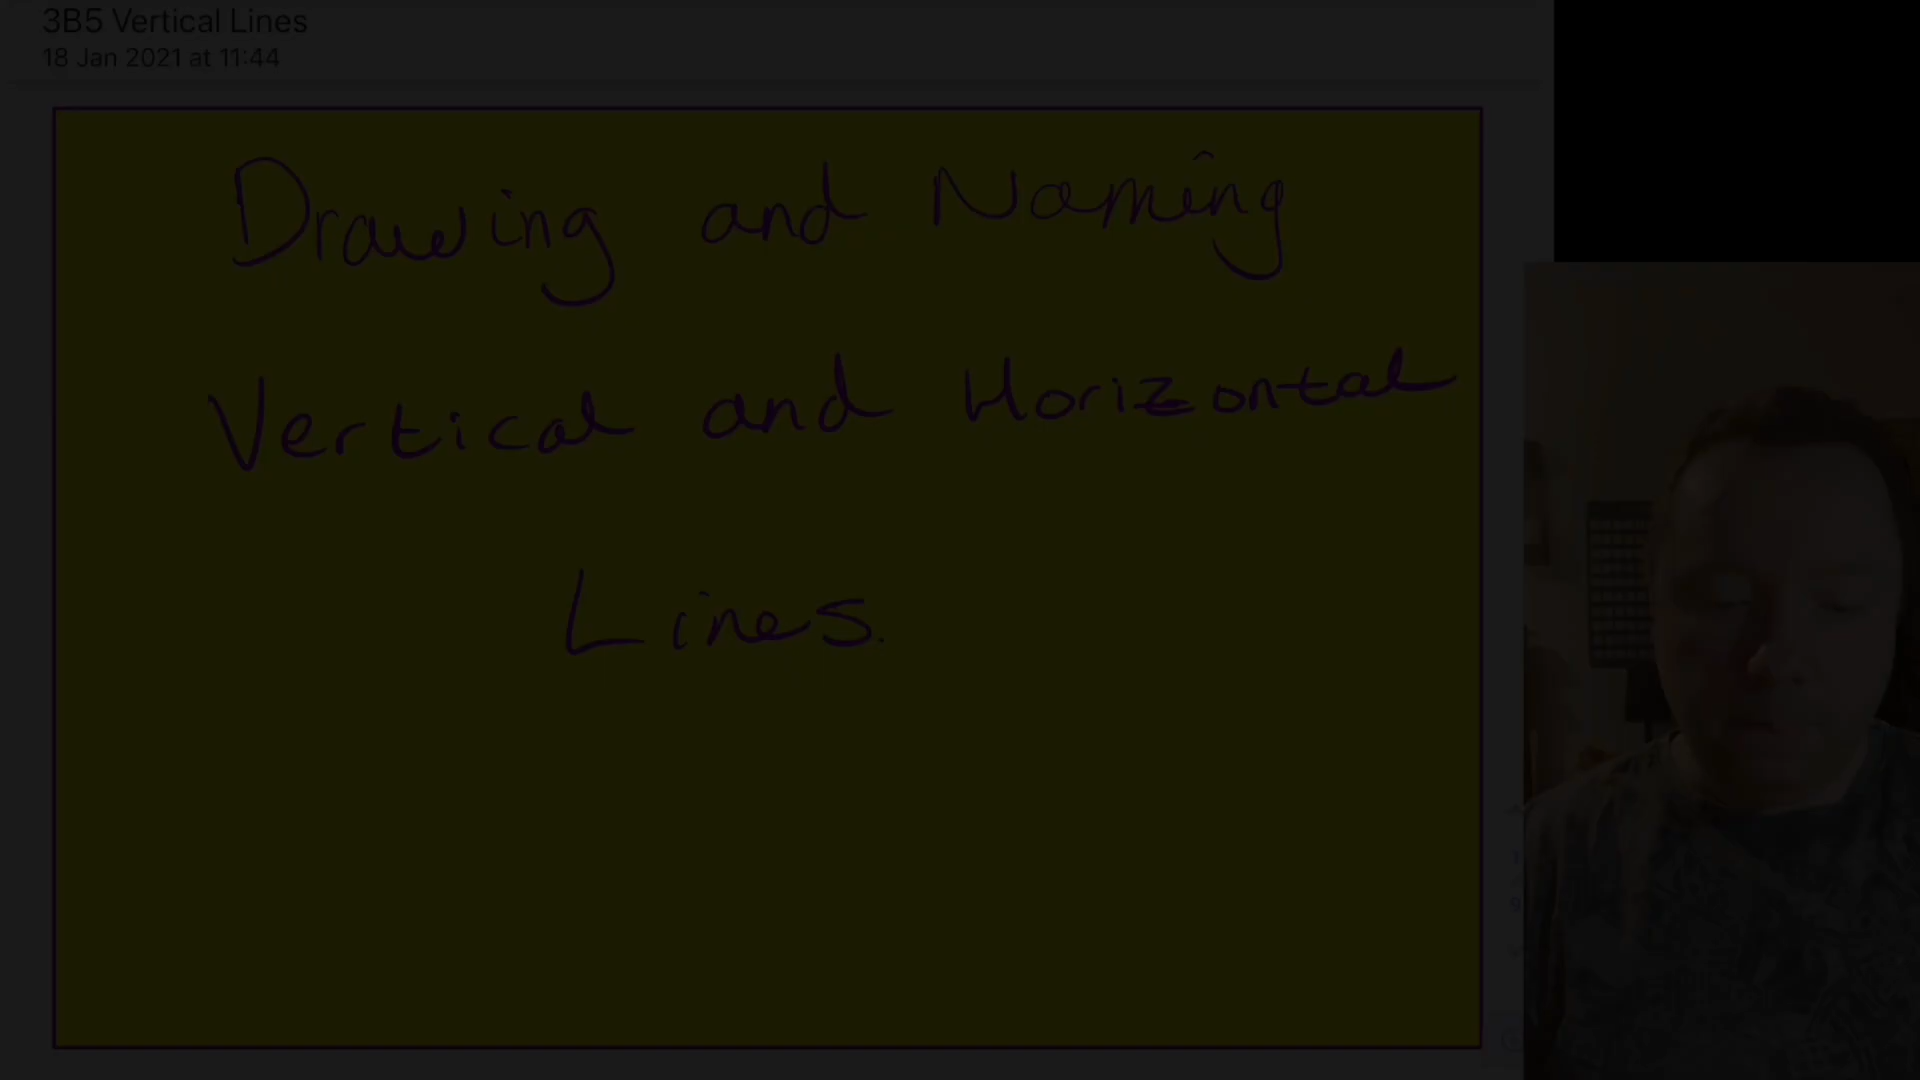 3B5 Vertical Lines
18 Jan 2021 at 11:44
Drawing and Naming
Vertical and Horizontal
Lines.